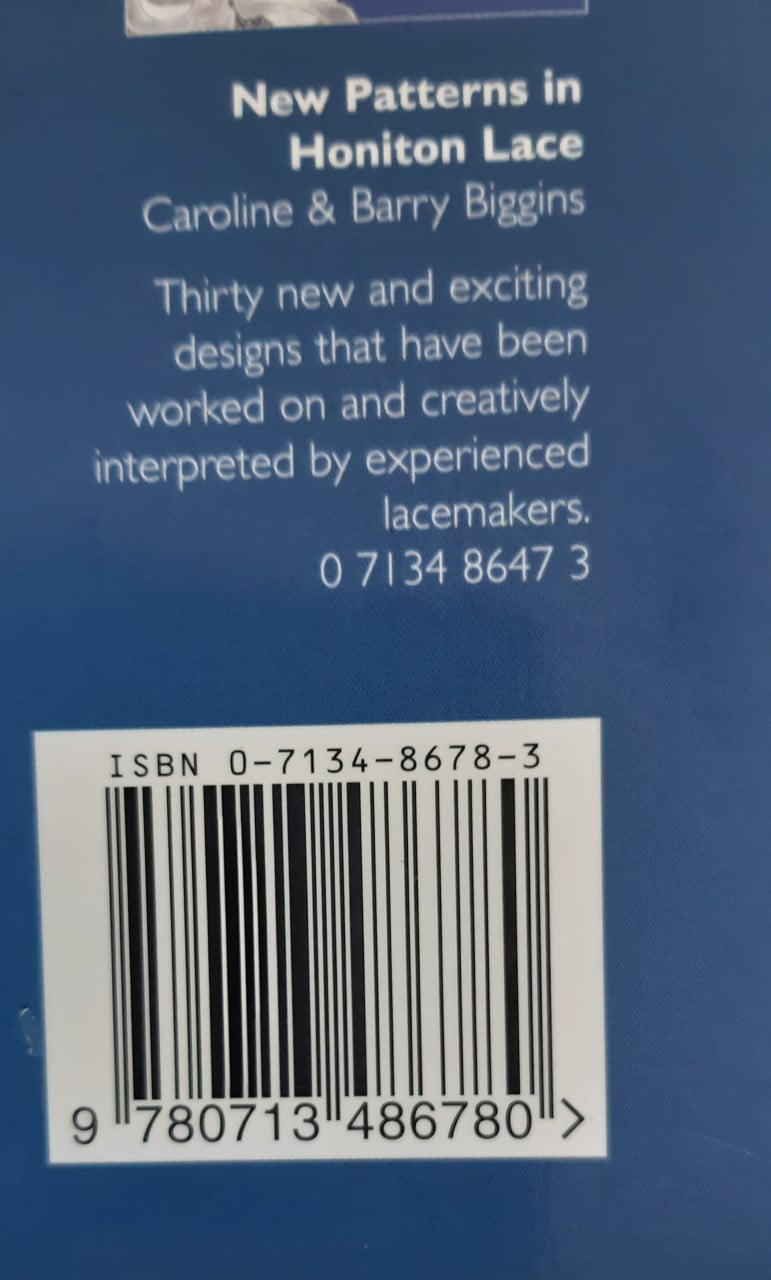 New Patterns in
Honiton Lace
Caroline & Barry Biggins
Thirty new and exciting
designs that have been
worked on and creatively
interpreted by experienced
lacemakers.
0 7134 8647 3
ISBN 0-7134-8678-3
9 780713 486780 >